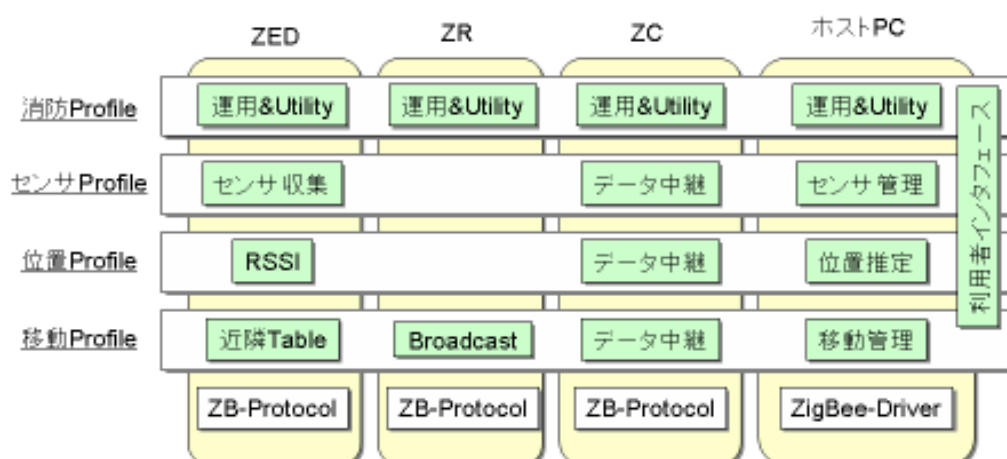 ZED ZR ZC ホストPC
消防Profile 運用&Utility 運用&Utility 運用&Utility 運用&Utility
センサProfile センサ収集 データ中継 センサ管理
位置Profile RSSI データ中継 位置推定
移動Profile 近隣Table Broadcast データ中継 移動管理
利用者インタフェース
ZB-Protocol ZB-Protocol ZB-Protocol ZigBee-Driver